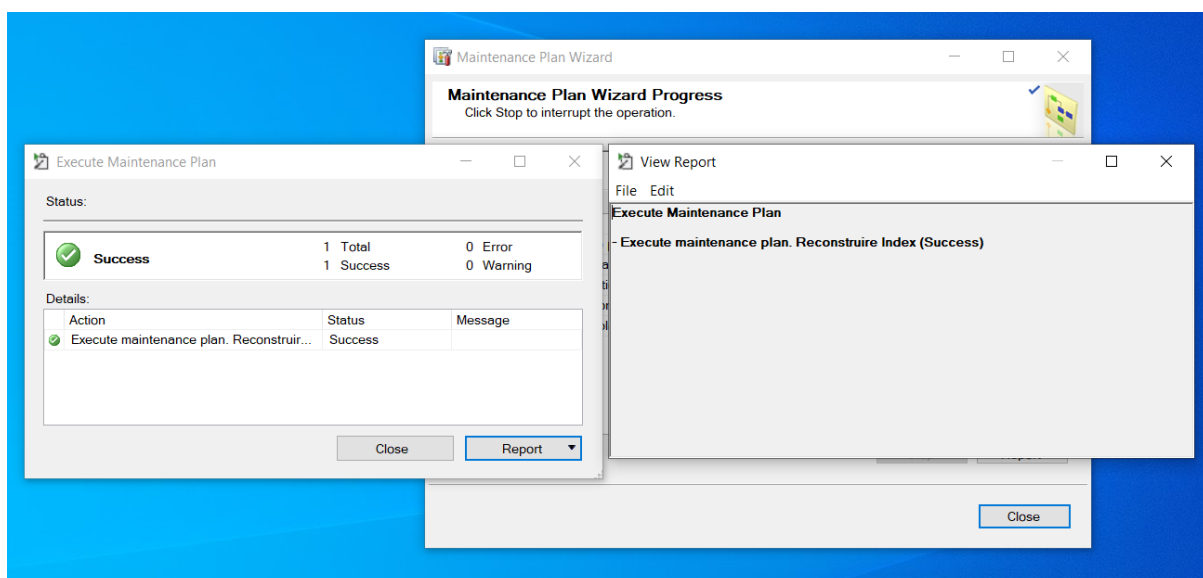 Maintenance Plan Wizard
Maintenance Plan Wizard Progress
Click Stop to interrupt the operation.
Execute Maintenance Plan
Status:
Success
1 Total
0 Error
1 Success
0 Warning
Details:
Action Status Message
Execute maintenance plan. Reconstruir... Success
Close Report
View Report
File Edit
Execute Maintenance Plan
- Execute maintenance plan. Reconstruire Index (Success)
Close